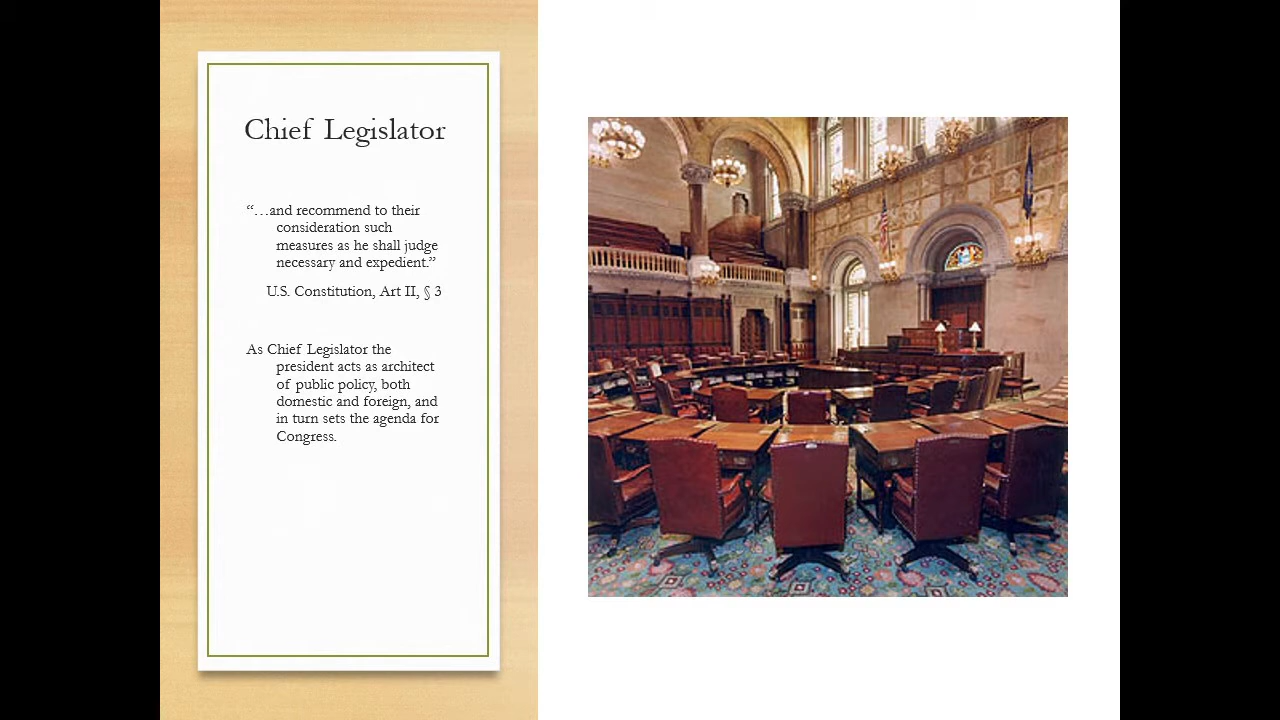 Chief Legislator
“…and recommend to their
consideration such
measures as he shall judge
necessary and expedient.”
U.S. Constitution, Art II, § 3
As Chief Legislator the
president acts as architect
of public policy, both
domestic and foreign, and
in turn sets the agenda for
Congress.